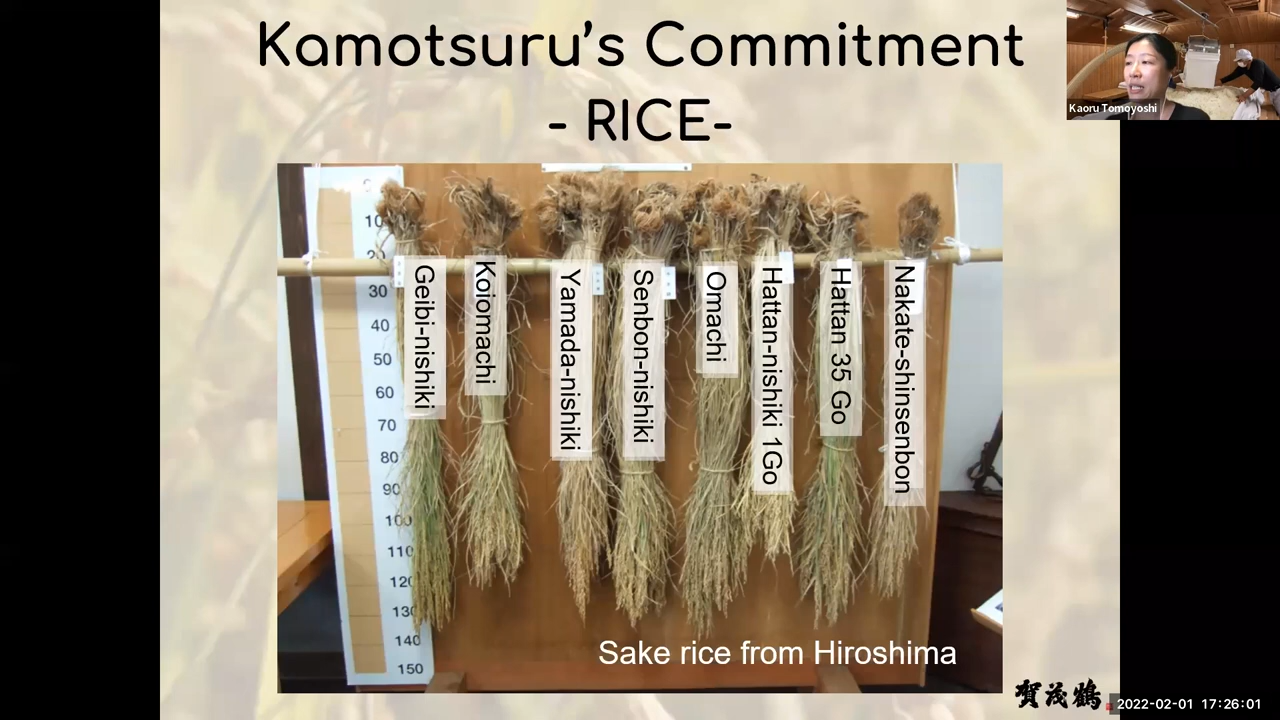 Kamotsuru's Commitment
- RICE-
Kaoru Tomoyoshi
10
20
30
40
50
60
70
80
90
100
110
120
130
140
150
Geibi-nishiki
Koiomachi
Yamada-nishiki
Senbon-nishiki
Omachi
Hattan-nishiki 1Go
Hattan 35 Go
Nakate-shinsenbon
Sake rice from Hiroshima
賀茂鶴
2022-02-01 17:26:01